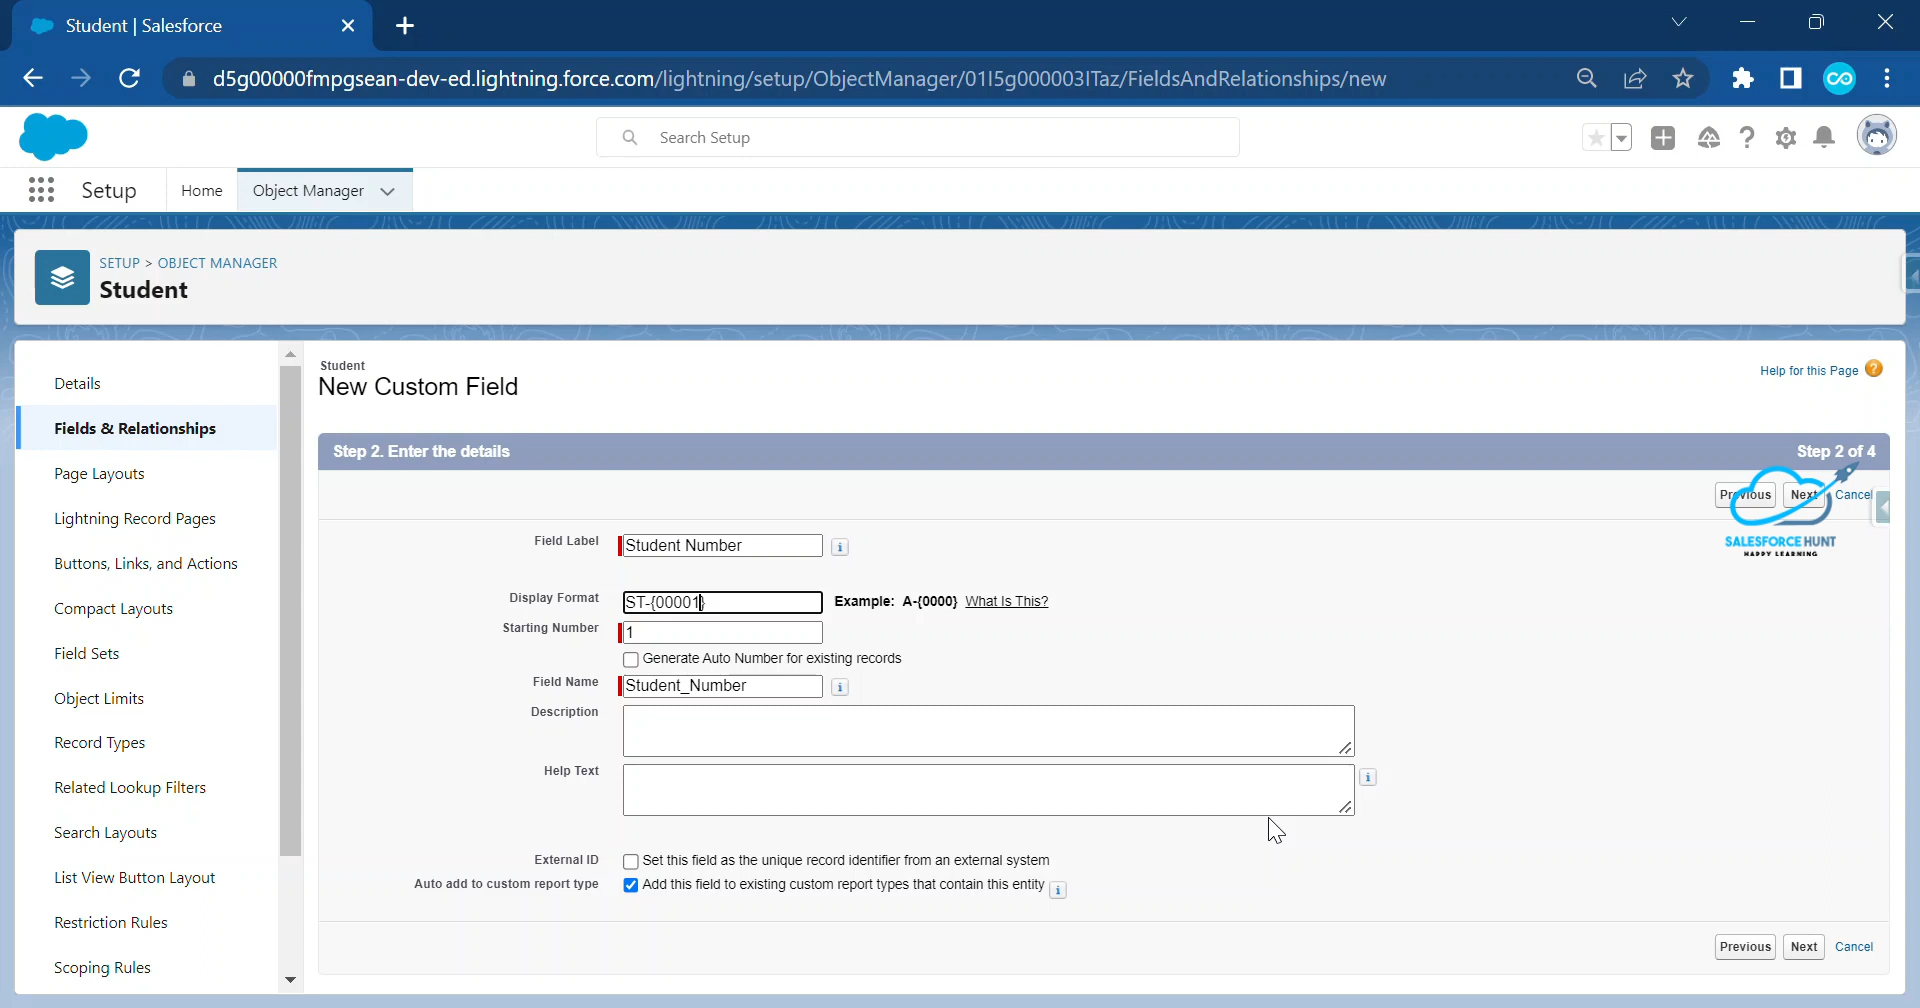 Student | Salesforce
d5g00000fmpgsean-dev-ed.lightning.force.com/lightning/setup/ObjectManager/01I5g000003ITaz/FieldsAndRelationships/new
Search Setup
Setup
Home
Object Manager
SETUP > OBJECT MANAGER
Student
Details
Fields & Relationships
Page Layouts
Lightning Record Pages
Buttons, Links, and Actions
Compact Layouts
Field Sets
Object Limits
Record Types
Related Lookup Filters
Search Layouts
List View Button Layout
Restriction Rules
Scoping Rules
Student
New Custom Field
Help for this Page
Step 2. Enter the details
Step 2 of 4
Previous Next Cancel
SALESFORCE HUNT
HAPPY LEARNING
Field Label Student Number
Display Format ST-{00001} Example: A-{0000} What Is This?
Starting Number 1
Generate Auto Number for existing records
Field Name Student_Number
Description
Help Text
External ID Set this field as the unique record identifier from an external system
Auto add to custom report type Add this field to existing custom report types that contain this entity
Previous Next Cancel